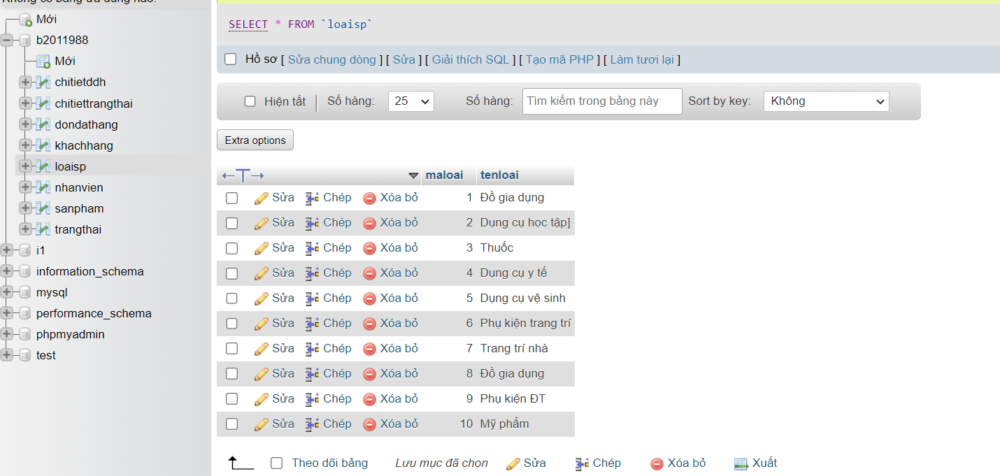 Không có bảng ưa dùng nào.
Mới
b2011988
Mới
chitietddh
chitiettrangthai
dondathang
khachhang
loaisp
nhanvien
sanpham
trangthai
i1
information_schema
mysql
performance_schema
phpmyadmin
test
SELECT * FROM `loaisp`
Hồ sơ [ Sửa chung dòng ] [ Sửa ] [ Giải thích SQL ] [ Tạo mã PHP ] [ Làm tươi lại ]
Hiện tất | Số hàng: 25 Số hàng: Tìm kiếm trong bảng này Sort by key: Không
Extra options
←T→ maloai tenloai
Sửa Chép Xóa bỏ 1 Đồ gia dụng
Sửa Chép Xóa bỏ 2 Dụng cụ học tập]
Sửa Chép Xóa bỏ 3 Thuốc
Sửa Chép Xóa bỏ 4 Dụng cụ y tế
Sửa Chép Xóa bỏ 5 Dụng cụ vệ sinh
Sửa Chép Xóa bỏ 6 Phụ kiện trang trí
Sửa Chép Xóa bỏ 7 Trang trí nhà
Sửa Chép Xóa bỏ 8 Đồ gia dụng
Sửa Chép Xóa bỏ 9 Phụ kiện ĐT
Sửa Chép Xóa bỏ 10 Mỹ phẩm
Theo dõi bảng Lưu mục đã chọn Sửa Chép Xóa bỏ Xuất